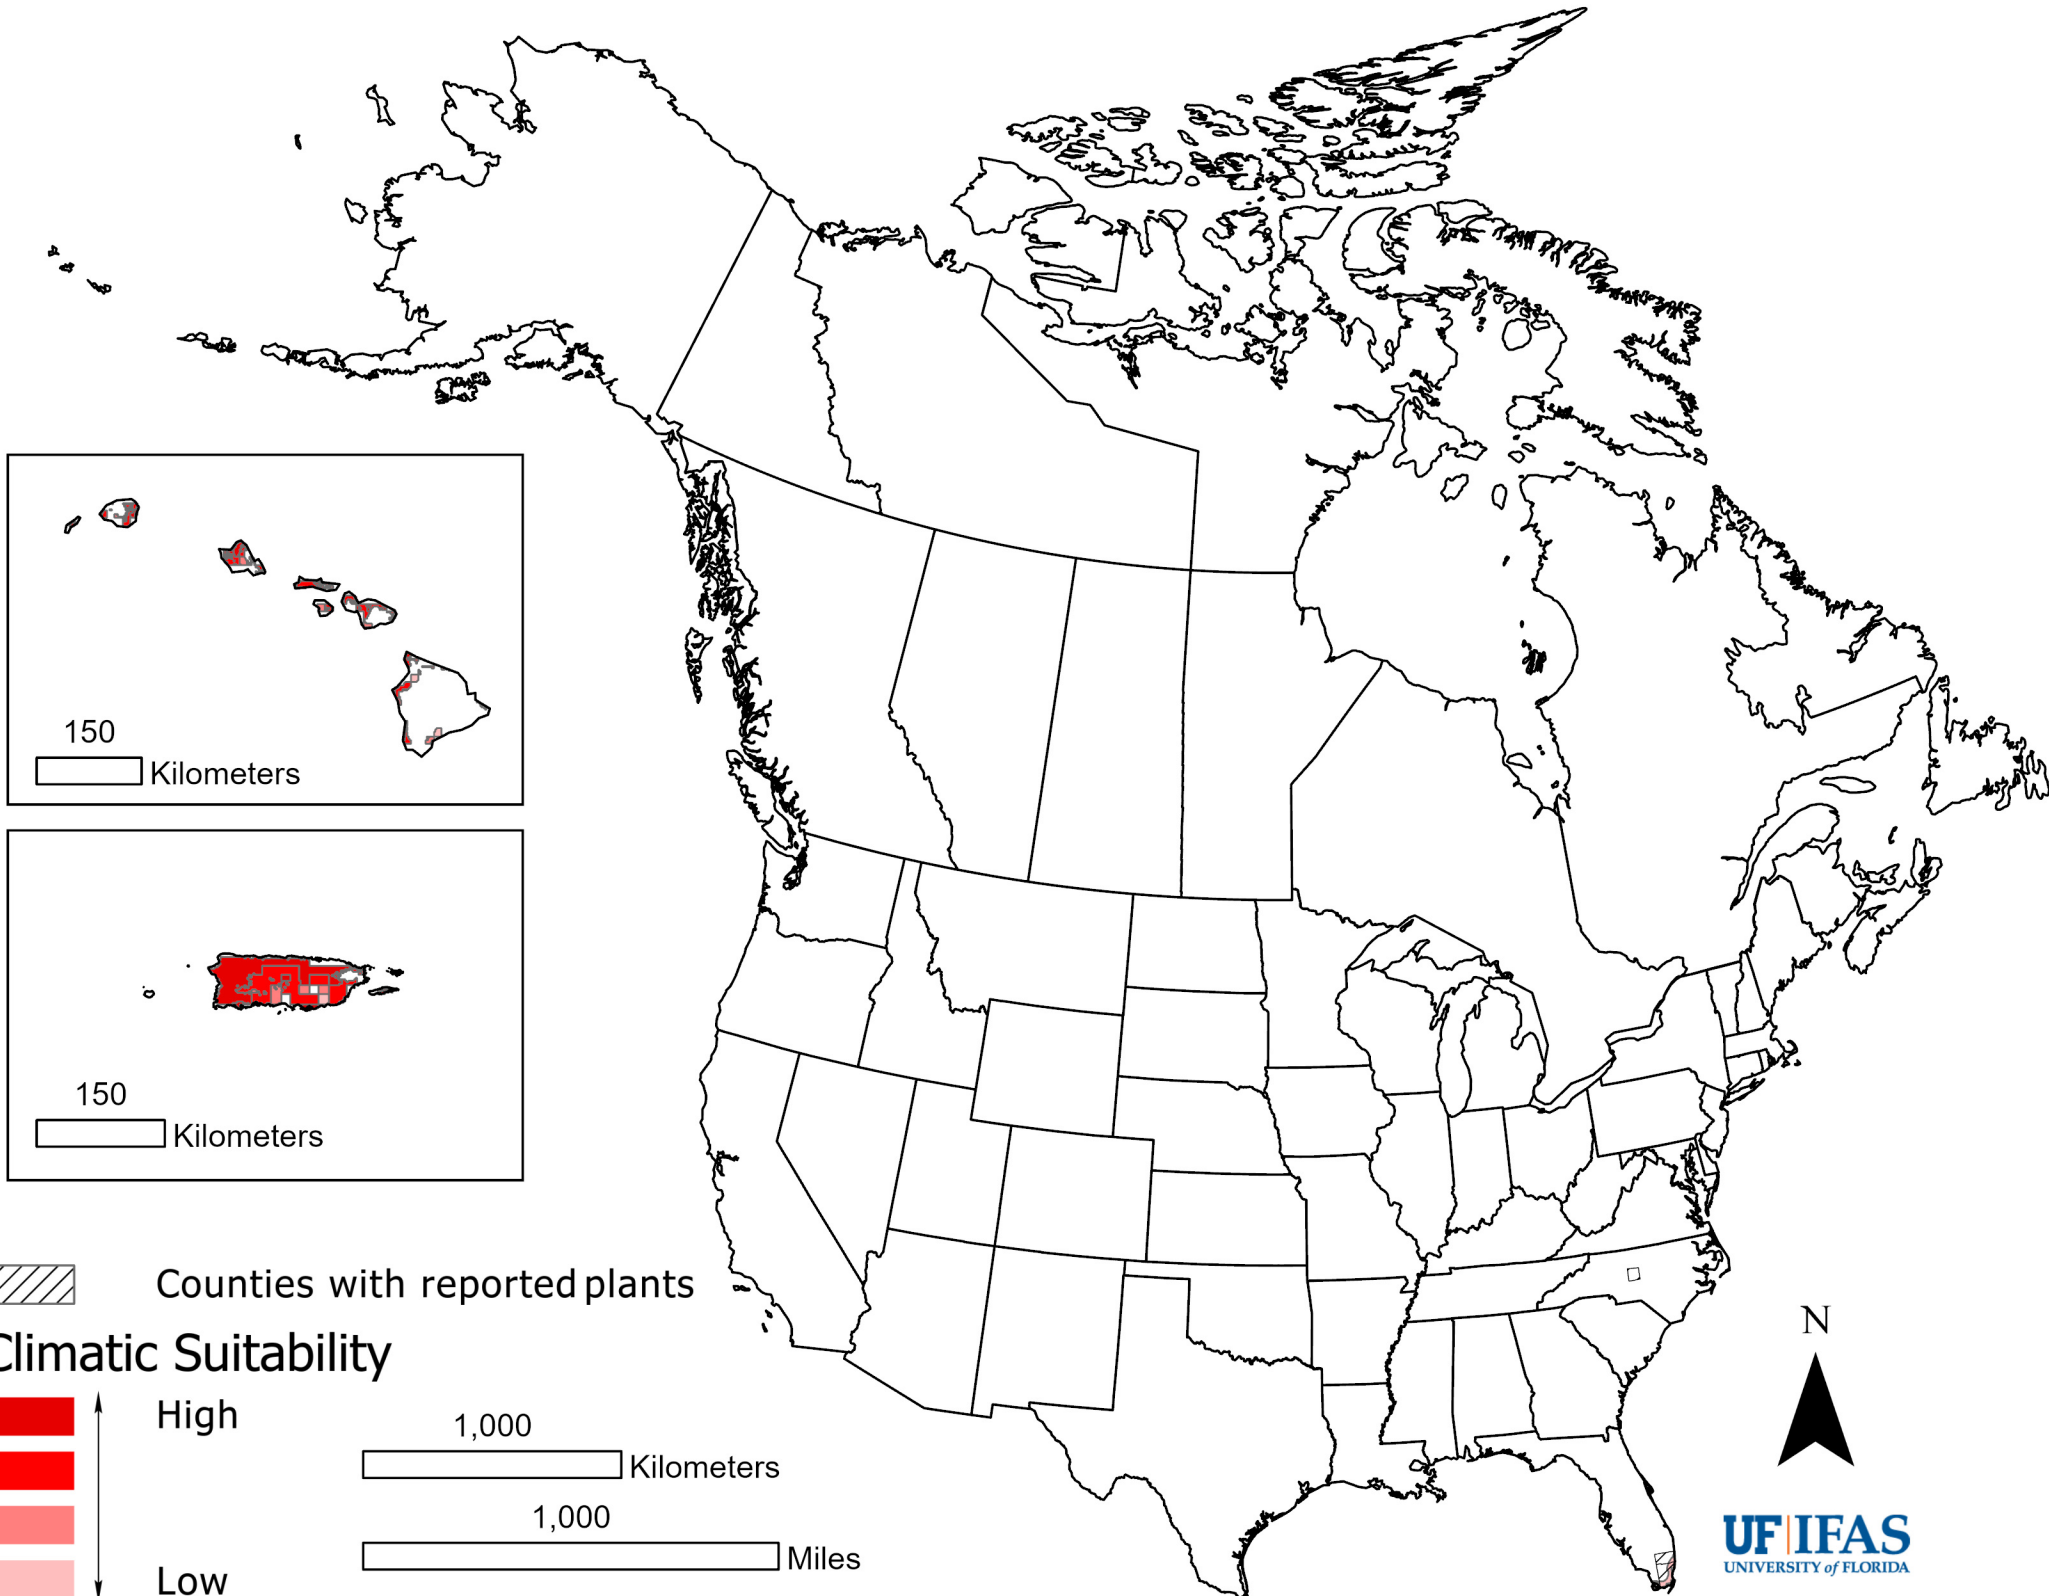 150
Kilometers
150
Kilometers
Counties with reported plants
Climatic Suitability
High
Low
1,000
Kilometers
1,000
Miles
N
UF|IFAS
UNIVERSITY of FLORIDA